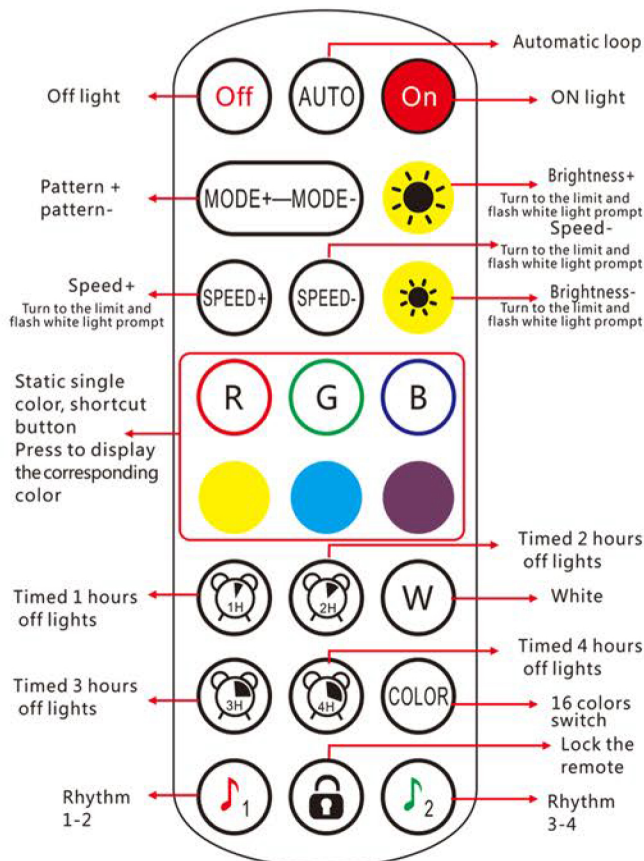 Automatic loop
Off light
Off
AUTO
On
ON light
Pattern +
pattern-
MODE+—MODE-
Brightness+
Turn to the limit and
flash white light prompt
Speed-
Turn to the limit and
flash white light prompt
Speed+
Turn to the limit and
flash white light prompt
SPEED+
SPEED-
Brightness-
Turn to the limit and
flash white light prompt
Static single
color, shortcut
button
Press to display
the corresponding
color
R
G
B
Timed 2 hours
off lights
Timed 1 hours
off lights
1H
2H
W
White
Timed 4 hours
off lights
Timed 3 hours
off lights
3H
4H
COLOR
16 colors
switch
Lock the
remote
Rhythm
1-2
1
2
Rhythm
3-4